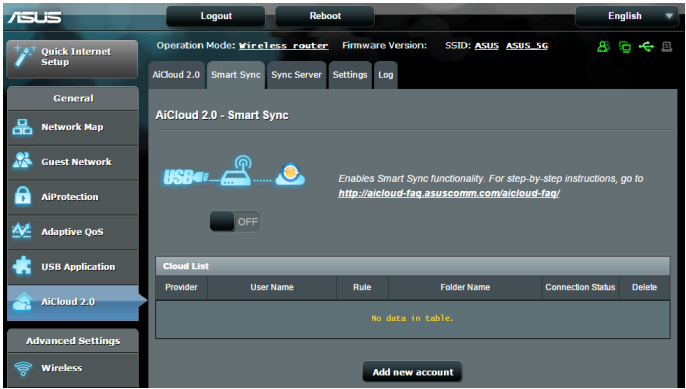 ASUS
Logout
Reboot
English
Quick Internet
Setup
Operation Mode: Wireless router Firmware Version: SSID: ASUS ASUS_5G
AiCloud 2.0
Smart Sync
Sync Server
Settings
Log
General
Network Map
Guest Network
AiProtection
Adaptive QoS
USB Application
AiCloud 2.0
Advanced Settings
Wireless
AiCloud 2.0 - Smart Sync
USB
Enables Smart Sync functionality. For step-by-step instructions, go to
http://aicloud-faq.asuscomm.com/aicloud-faq/
OFF
Cloud List
Provider User Name Rule Folder Name Connection Status Delete
No data in table.
Add new account